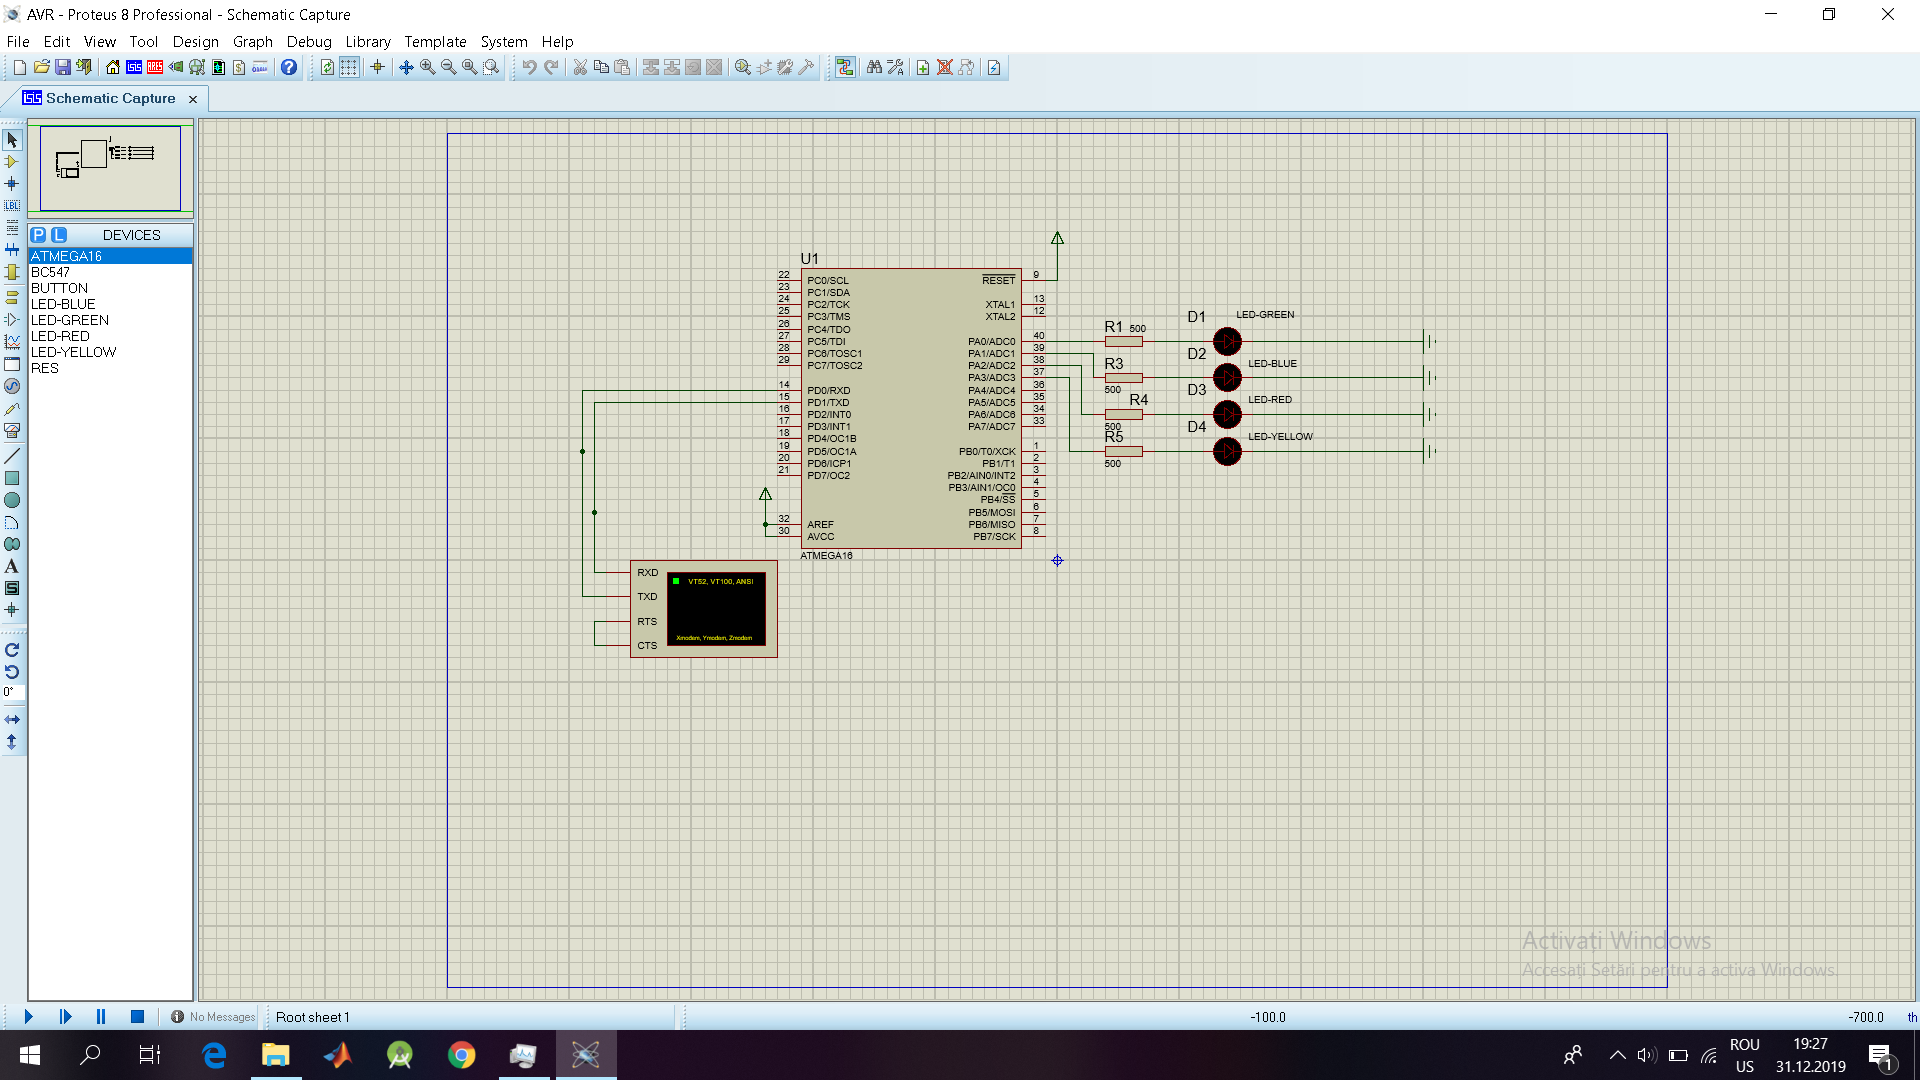 AVR - Proteus 8 Professional - Schematic Capture
File Edit View Tool Design Graph Debug Library Template System Help
Schematic Capture
DEVICES
P L
ATMEGA16
BC547
BUTTON
LED-BLUE
LED-GREEN
LED-RED
LED-YELLOW
RES
LBL
A
0°
U1
22 PC0/SCL
23 PC1/SDA
24 PC2/TCK
25 PC3/TMS
26 PC4/TDO
27 PC5/TDI
28 PC6/TOSC1
29 PC7/TOSC2
14 PD0/RXD
15 PD1/TXD
16 PD2/INT0
17 PD3/INT1
18 PD4/OC1B
19 PD5/OC1A
20 PD6/ICP1
21 PD7/OC2
32 AREF
30 AVCC
RESET 9
XTAL1 13
XTAL2 12
PA0/ADC0 40
PA1/ADC1 39
PA2/ADC2 38
PA3/ADC3 37
PA4/ADC4 36
PA5/ADC5 35
PA6/ADC6 34
PA7/ADC7 33
PB0/T0/XCK 1
PB1/T1 2
PB2/AIN0/INT2 3
PB3/AIN1/OC0 4
PB4/SS 5
PB5/MOSI 6
PB6/MISO 7
PB7/SCK 8
ATMEGA16
R1 500
D1 LED-GREEN
R3
500
D2 LED-BLUE
R4
500
D3 LED-RED
R5
500
D4 LED-YELLOW
RXD
TXD
RTS
CTS
VT52, VT100, ANSI
Xmodem, Ymodem, Zmodem
Activați Windows
Accesați Setări pentru a activa Windows.
No Messages
Root sheet 1
-100.0
-700.0
th
ROU
US
19:27
31.12.2019
1